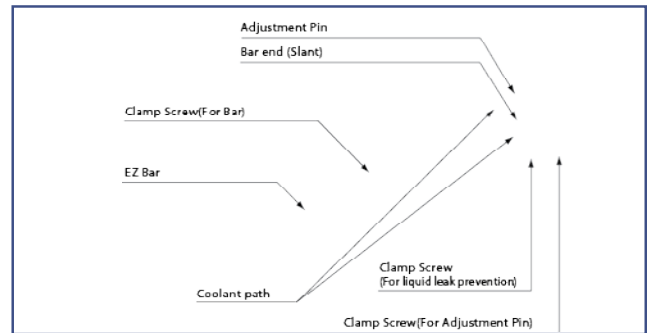 Adjustment Pin
Bar end (Slant)
Clamp Screw(For Bar)
EZ Bar
Clamp Screw
(For liquid leak prevention)
Coolant path
Clamp Screw(For Adjustment Pin)